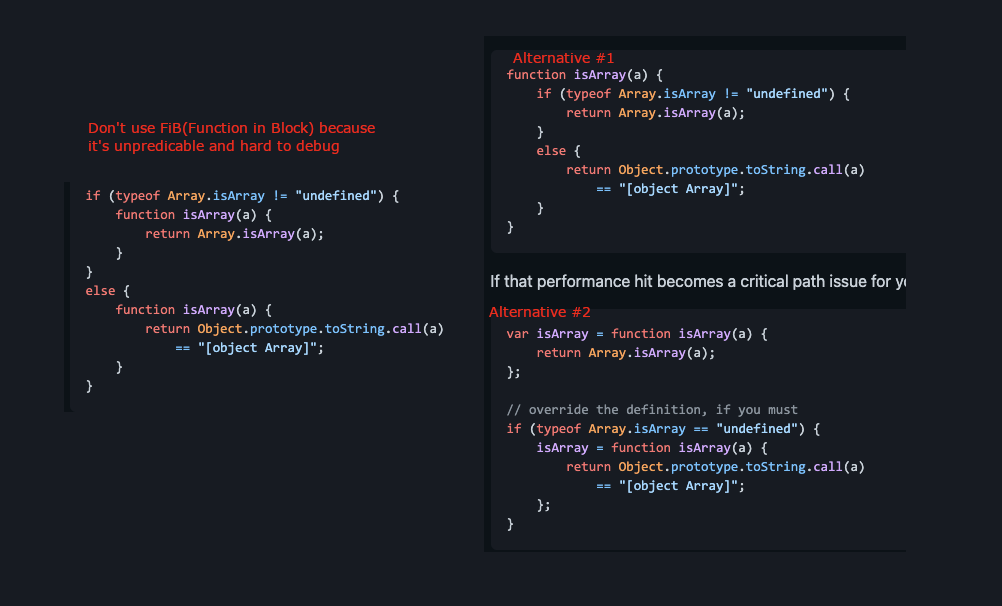 Don't use FiB(Function in Block) because
it's unpredicable and hard to debug
if (typeof Array.isArray != "undefined") {
    function isArray(a) {
        return Array.isArray(a);
    }
}
else {
    function isArray(a) {
        return Object.prototype.toString.call(a)
            == "[object Array]";
    }
}
Alternative #1
function isArray(a) {
    if (typeof Array.isArray != "undefined") {
        return Array.isArray(a);
    }
    else {
        return Object.prototype.toString.call(a)
            == "[object Array]";
    }
}
If that performance hit becomes a critical path issue for
Alternative #2
var isArray = function isArray(a) {
    return Array.isArray(a);
};
// override the definition, if you must
if (typeof Array.isArray == "undefined") {
    isArray = function isArray(a) {
        return Object.prototype.toString.call(a)
            == "[object Array]";
    };
}